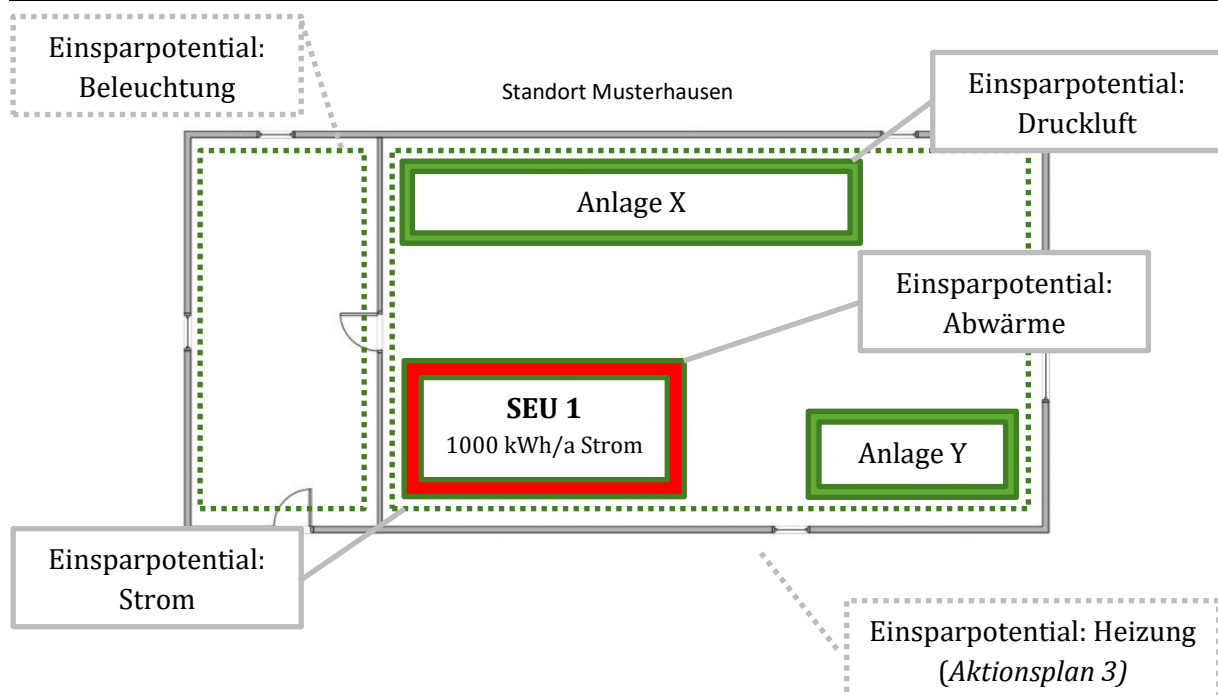 Einsparpotential:
Beleuchtung
Standort Musterhausen
Einsparpotential:
Druckluft
Anlage X
Einsparpotential:
Abwärme
SEU 1
1000 kWh/a Strom
Anlage Y
Einsparpotential:
Strom
Einsparpotential: Heizung
(Aktionsplan 3)